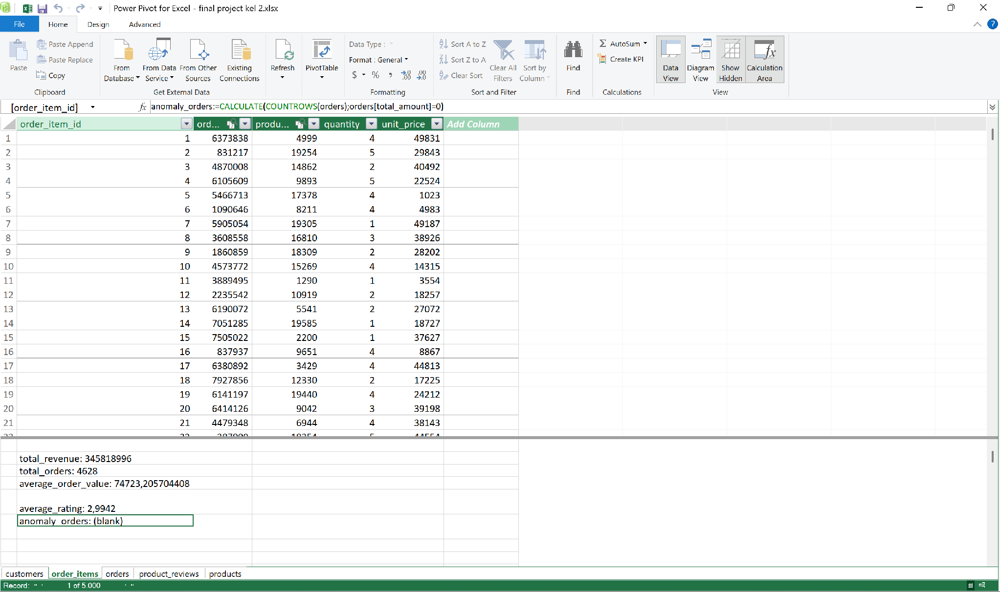 Power Pivot for Excel - final project kel 2.xlsx
File Home Design Advanced
Paste
Paste Append
Paste Replace
Copy
Clipboard
From Database
From Data Service
From Other Sources
Existing Connections
Get External Data
Refresh
PivotTable
Data Type :
Format : General
$ % , .00 .00
Formatting
Sort A to Z
Sort Z to A
Clear Sort
Clear All Filters
Sort by Column
Sort and Filter
Find
Find
AutoSum
Create KPI
Calculations
Data View
Diagram View
Show Hidden
Calculation Area
View
[order_item_id] fx anomaly_orders:=CALCULATE(COUNTROWS(orders);orders[total_amount]=0)
order_item_id ord... produ... quantity unit_price Add Column
1 1 6373838 4999 4 49831
2 2 831217 19254 5 29843
3 3 4870008 14862 2 40492
4 4 6105609 9893 5 22524
5 5 5466713 17378 4 1023
6 6 1090646 8211 4 4983
7 7 5905054 19305 1 49187
8 8 3608558 16810 3 38926
9 9 1860859 18309 2 28202
10 10 4573772 15269 4 14315
11 11 3889495 1290 1 3554
12 12 2235542 10919 2 18257
13 13 6190072 5541 2 27072
14 14 7051285 19585 1 18727
15 15 7505022 2200 1 37627
16 16 837937 9651 4 8867
17 17 6380892 3429 4 44813
18 18 7927856 12330 2 17225
19 19 6141197 19440 4 24212
20 20 6414126 9042 3 39198
21 21 4479348 6944 4 38143
total_revenue: 345818996
total_orders: 4628
average_order_value: 74723,205704408
average_rating: 2,9942
anomaly_orders: (blank)
customers order_items orders product_reviews products
Record: 1 of 5.000